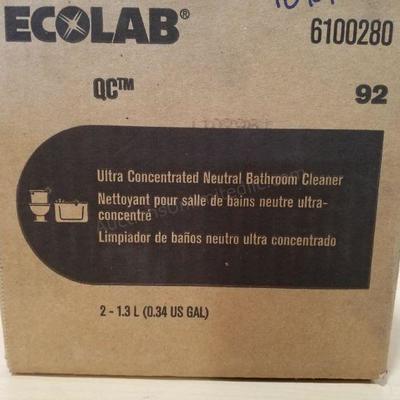 ECOLAB®
6100280
QC™
92
Ultra Concentrated Neutral Bathroom Cleaner
Nettoyant pour salle de bains neutre ultra-
concentré
Limpiador de baños neutro ultra concentrado
2 - 1.3 L (0.34 US GAL)